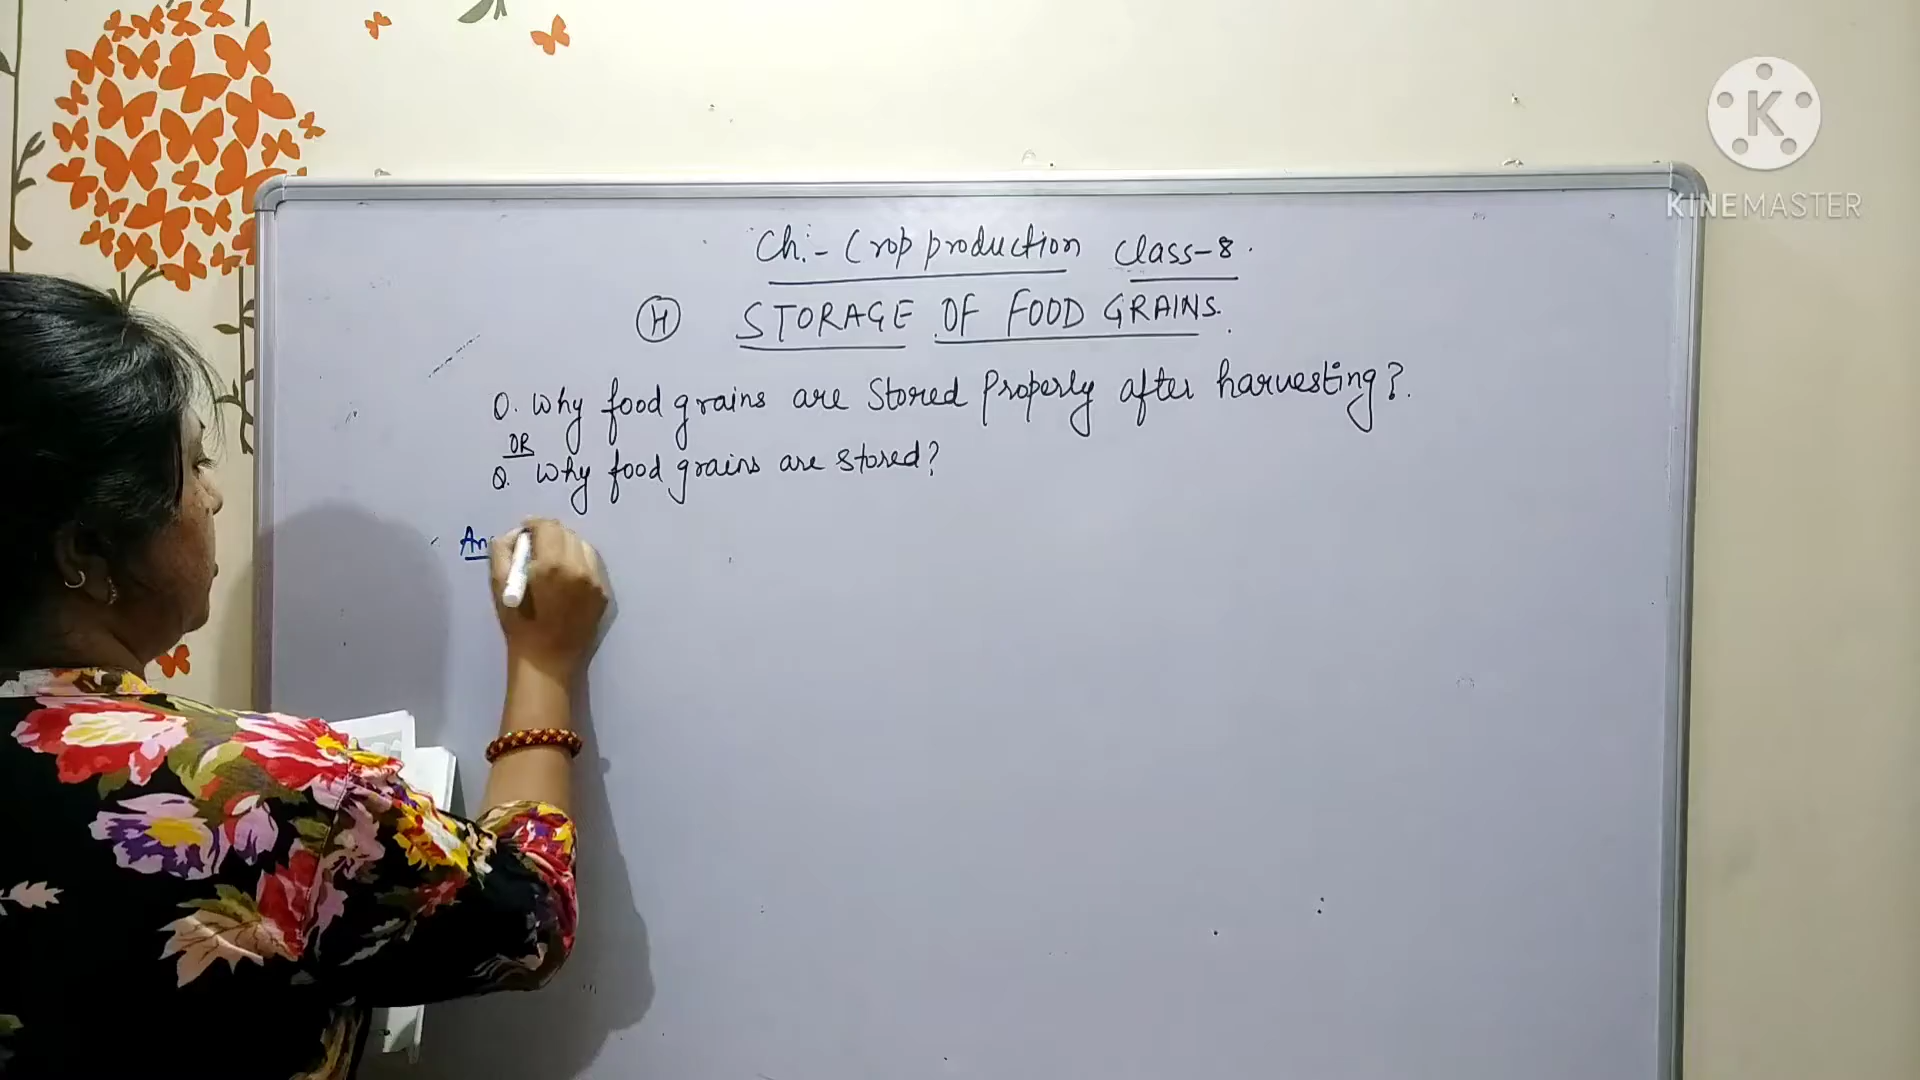 K
KINEMASTER
Ch:- Crop production Class-8.
H STORAGE OF FOOD GRAINS.
Q. Why food grains are Stored Properly after harvesting?
OR
Q. Why food grains are stored?
An